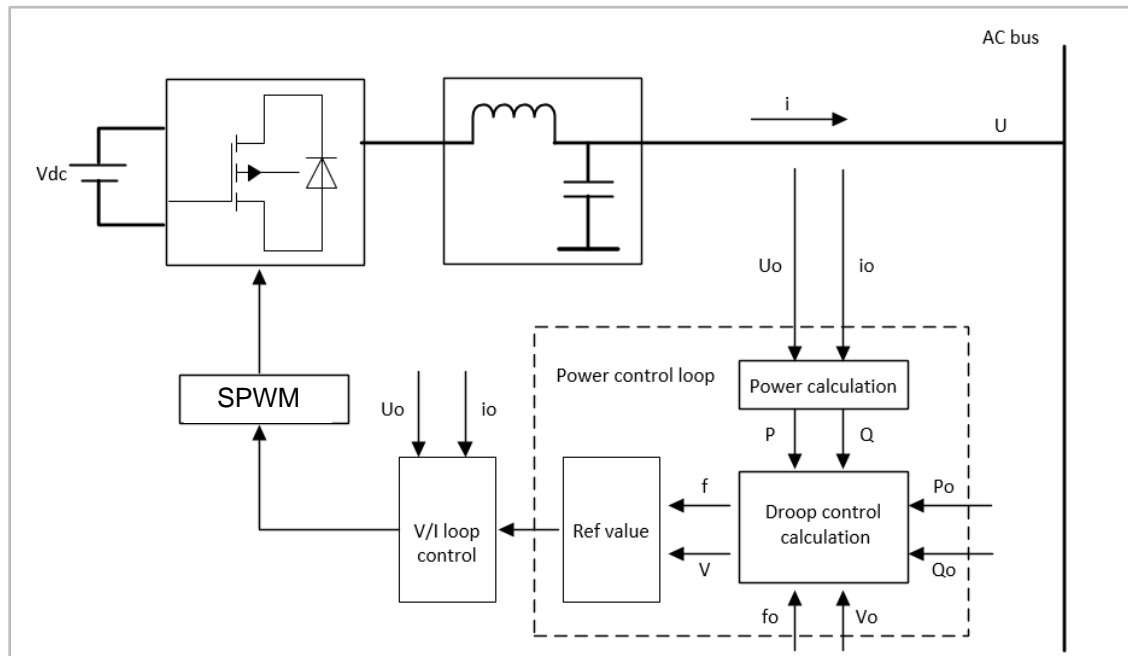 AC bus
i
U
Vdc
Uo
io
Power control loop
Power calculation
SPWM
Uo
io
P
Q
f
Po
V/I loop
control
Ref value
Droop control
calculation
V
Qo
fo
Vo